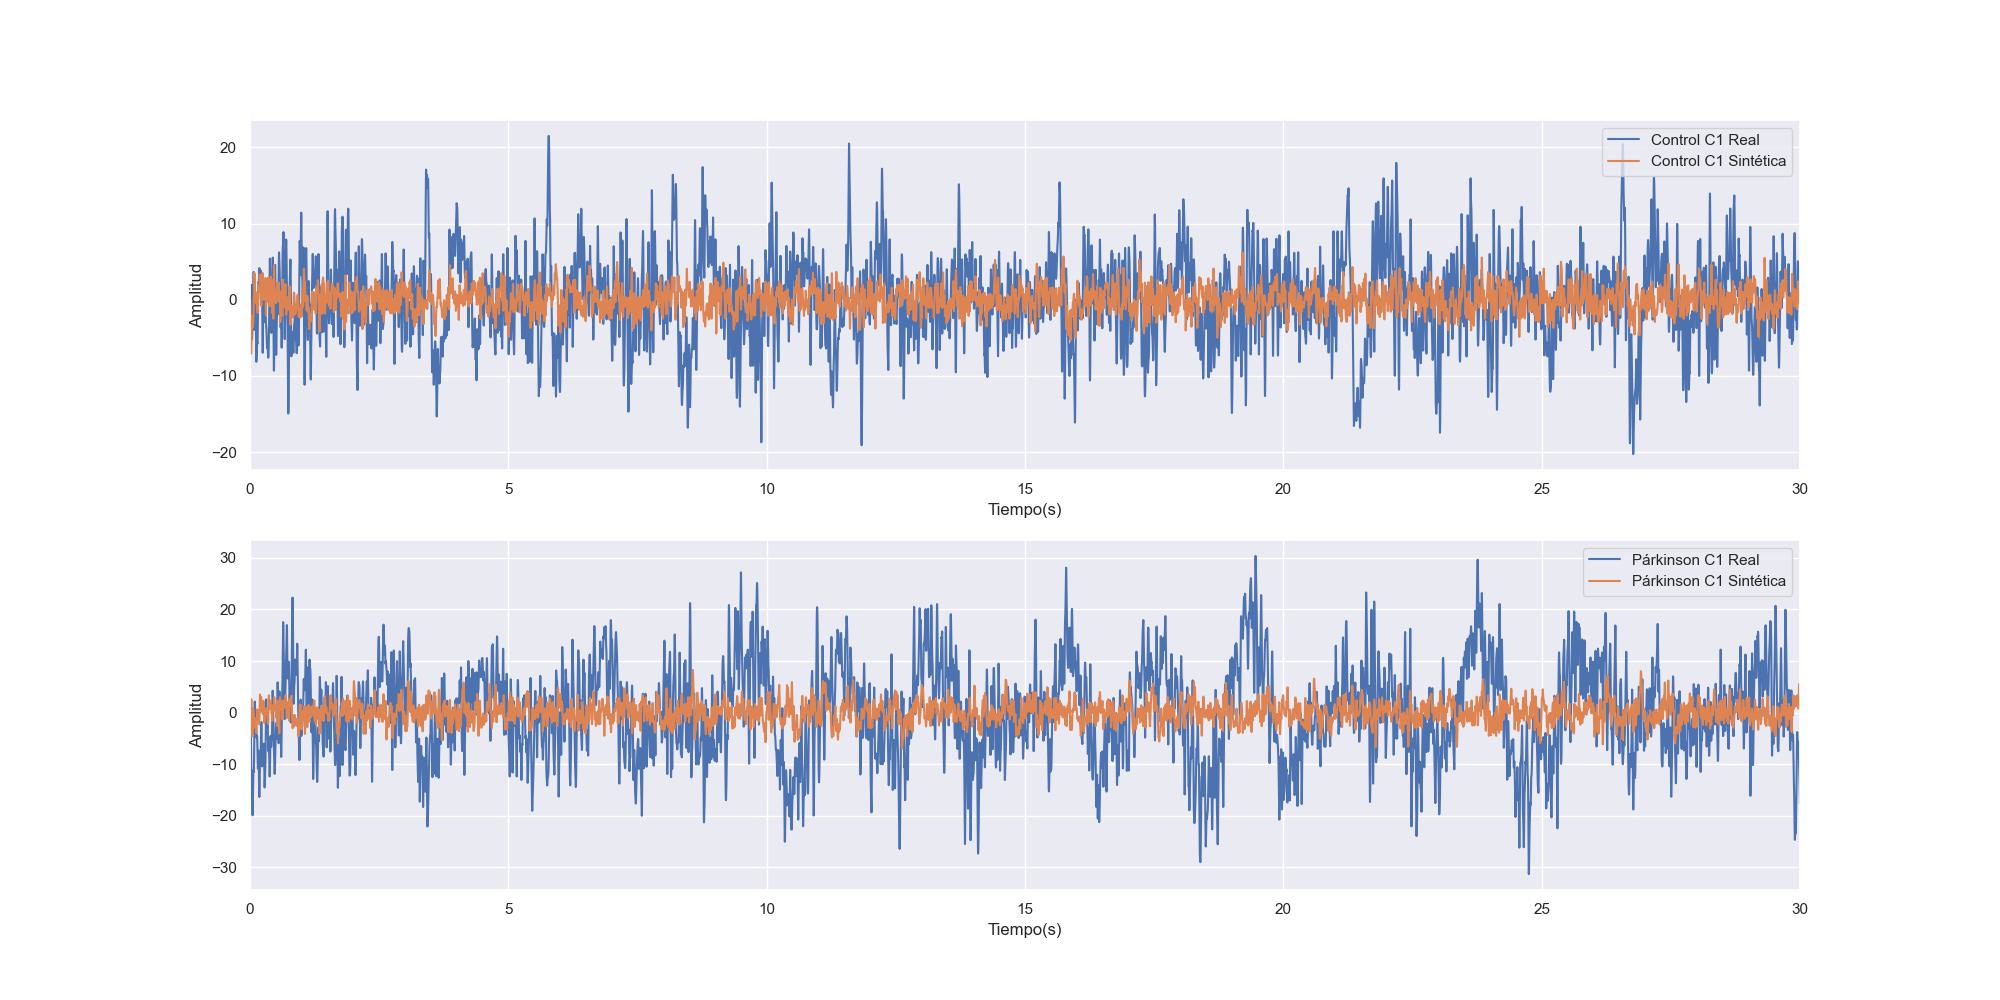 Control C1 Real
Control C1 Sintética
20
10
0
−10
−20
Amplitud
0 5 10 15 20 25 30
Tiempo(s)
Párkinson C1 Real
Párkinson C1 Sintética
30
20
10
0
−10
−20
−30
Amplitud
0 5 10 15 20 25 30
Tiempo(s)